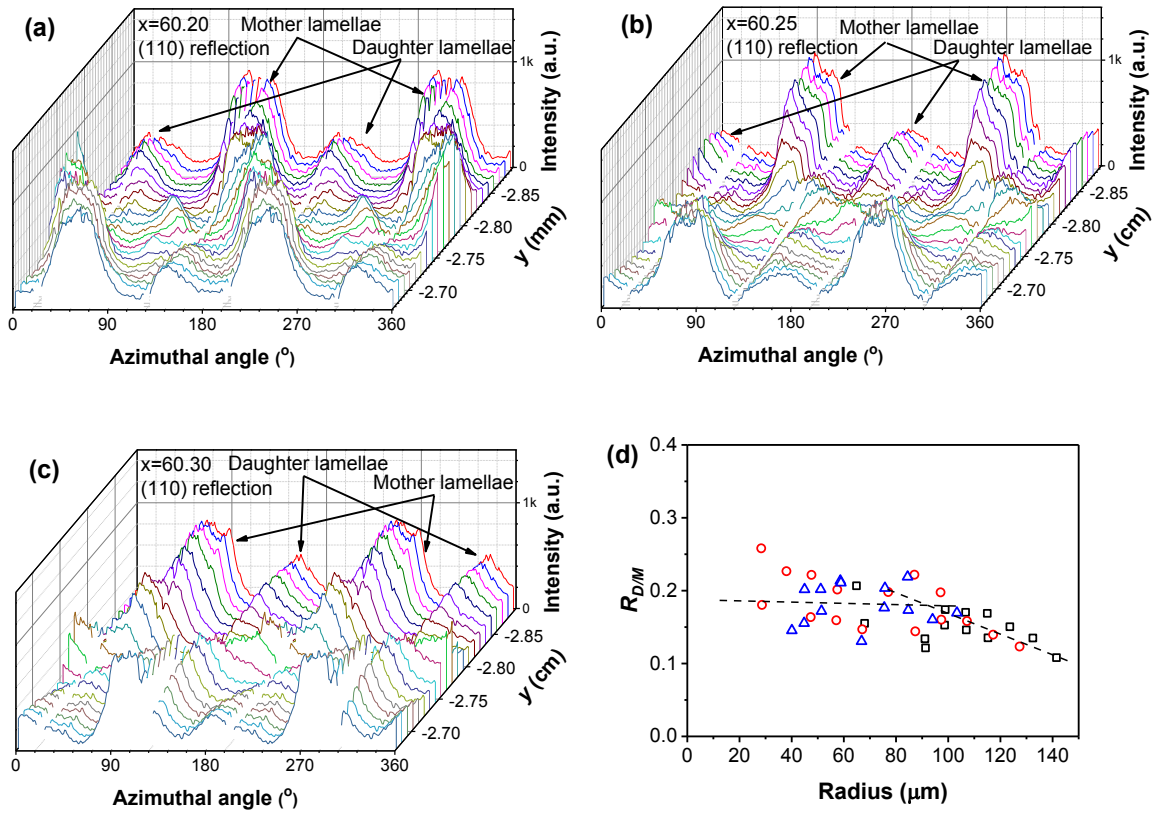 (a)
x=60.20
(110) reflection
Mother lamellae
Daughter lamellae
1k
0
Intensity (a.u.)
-2.85
-2.80
-2.75
-2.70
y (mm)
0
90
180
270
360
Azimuthal angle (o)
(b)
x=60.25
(110) reflection
Mother lamellae
Daughter lamellae
1k
0
Intensity (a.u.)
-2.85
-2.80
-2.75
-2.70
y (cm)
0
90
180
270
360
Azimuthal angle (o)
(c)
x=60.30
(110) reflection
Daughter lamellae
Mother lamellae
1k
0
Intensity (a.u.)
-2.85
-2.80
-2.75
-2.70
y (cm)
0
90
180
270
360
Azimuthal angle (o)
(d)
0.4
0.3
0.2
0.1
0.0
R D/M
0
20
40
60
80
100
120
140
Radius (μm)